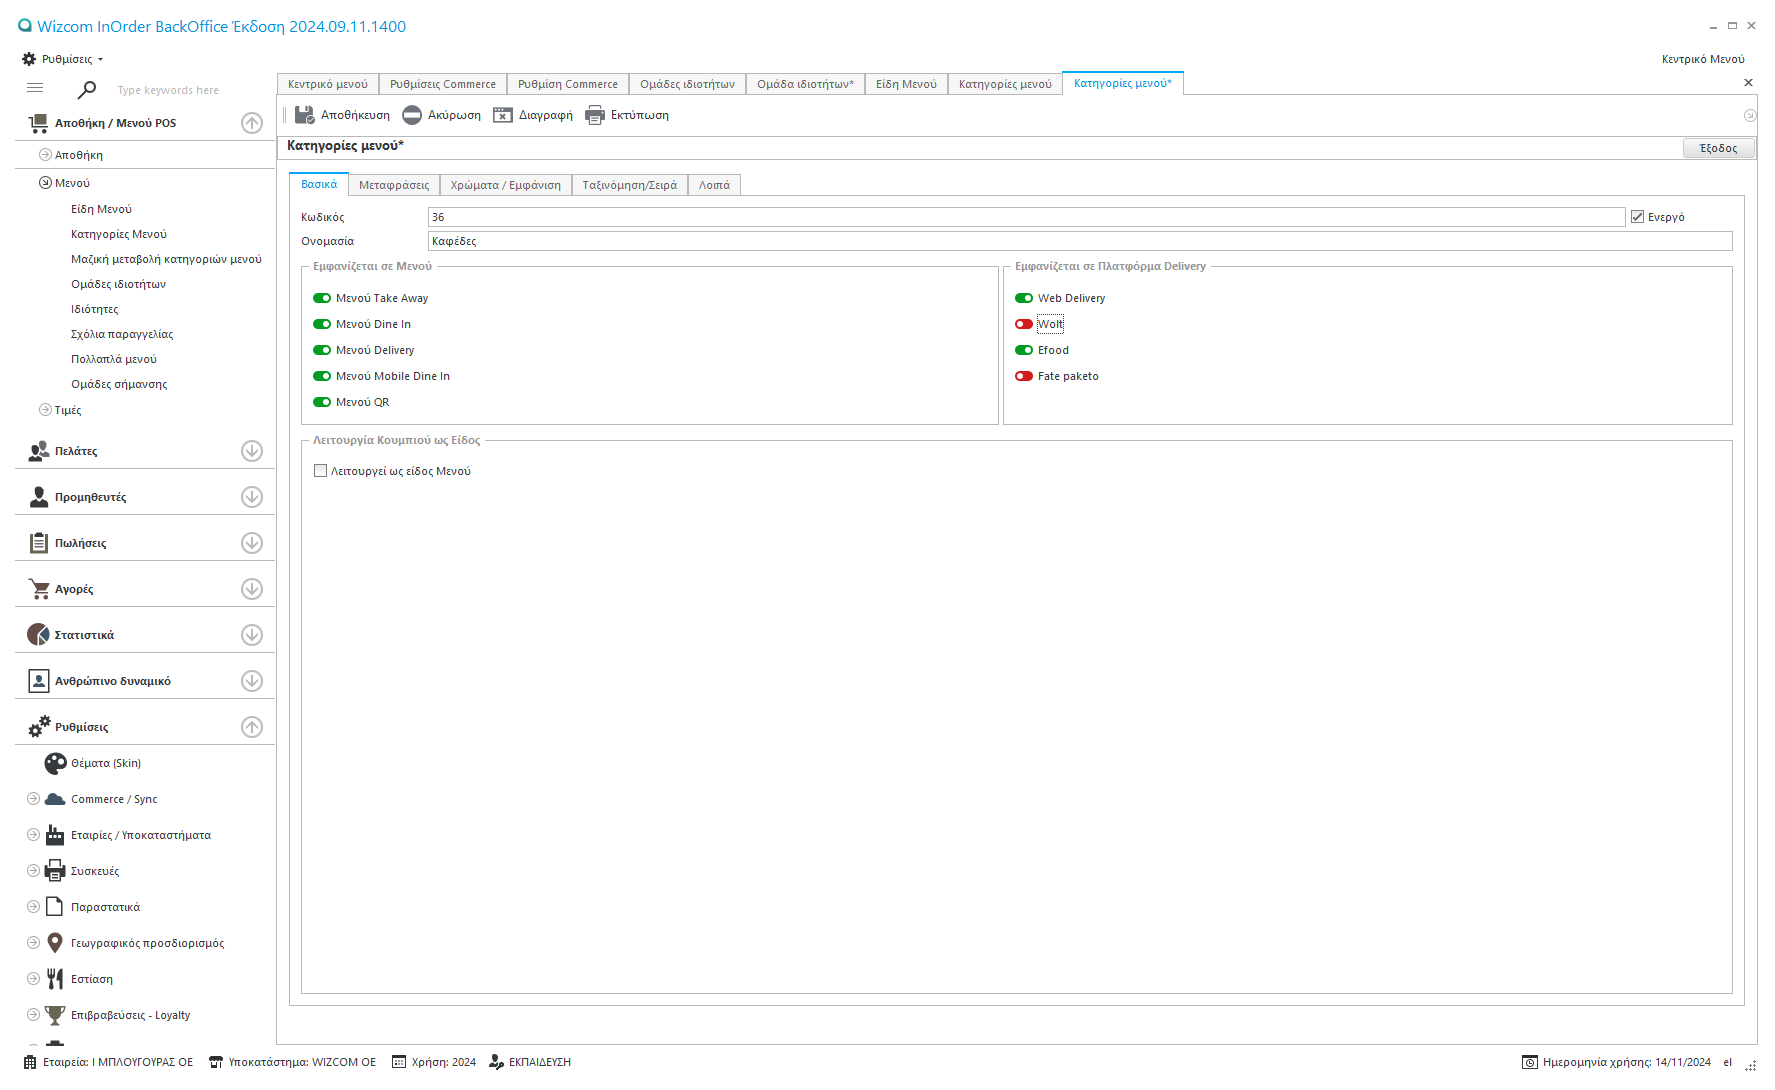 Wizcom InOrder BackOffice Έκδοση 2024.09.11.1400
Ρυθμίσεις
Κεντρικό Μενού
Type keywords here
Αποθήκη / Μενού POS
Αποθήκη
Μενού
Είδη Μενού
Κατηγορίες Μενού
Μαζική μεταβολή κατηγοριών μενού
Ομάδες ιδιοτήτων
Ιδιότητες
Σχόλια παραγγελίας
Πολλαπλά μενού
Ομάδες σήμανσης
Τιμές
Πελάτες
Προμηθευτές
Πωλήσεις
Αγορές
Στατιστικά
Ανθρώπινο δυναμικό
Ρυθμίσεις
Θέματα (Skin)
Commerce / Sync
Εταιρίες / Υποκαταστήματα
Συσκευές
Παραστατικά
Γεωγραφικός προσδιορισμός
Εστίαση
Επιβραβεύσεις - Loyalty
Κεντρικό μενού Ρυθμίσεις Commerce Ρυθμίση Commerce Ομάδες ιδιοτήτων Ομάδα ιδιοτήτων* Είδη Μενού Κατηγορίες μενού Κατηγορίες μενού*
Αποθήκευση Ακύρωση Διαγραφή Εκτύπωση
Κατηγορίες μενού*
Έξοδος
Βασικά Μεταφράσεις Χρώματα / Εμφάνιση Ταξινόμηση/Σειρά Λοιπά
Κωδικός 36 Ενεργό
Ονομασία Καφέδες
Εμφανίζεται σε Μενού
Μενού Take Away
Μενού Dine In
Μενού Delivery
Μενού Mobile Dine In
Μενού QR
Εμφανίζεται σε Πλατφόρμα Delivery
Web Delivery
Wolt
Efood
Fate paketo
Λειτουργία Κουμπιού ως Είδος
Λειτουργεί ως είδος Μενού
Εταιρεία: Ι ΜΠΛΟΥΓΟΥΡΑΣ ΟΕ Υποκατάστημα: WIZCOM ΟΕ Χρήση: 2024 ΕΚΠΑΙΔΕΥΣΗ Ημερομηνία χρήσης: 14/11/2024 el